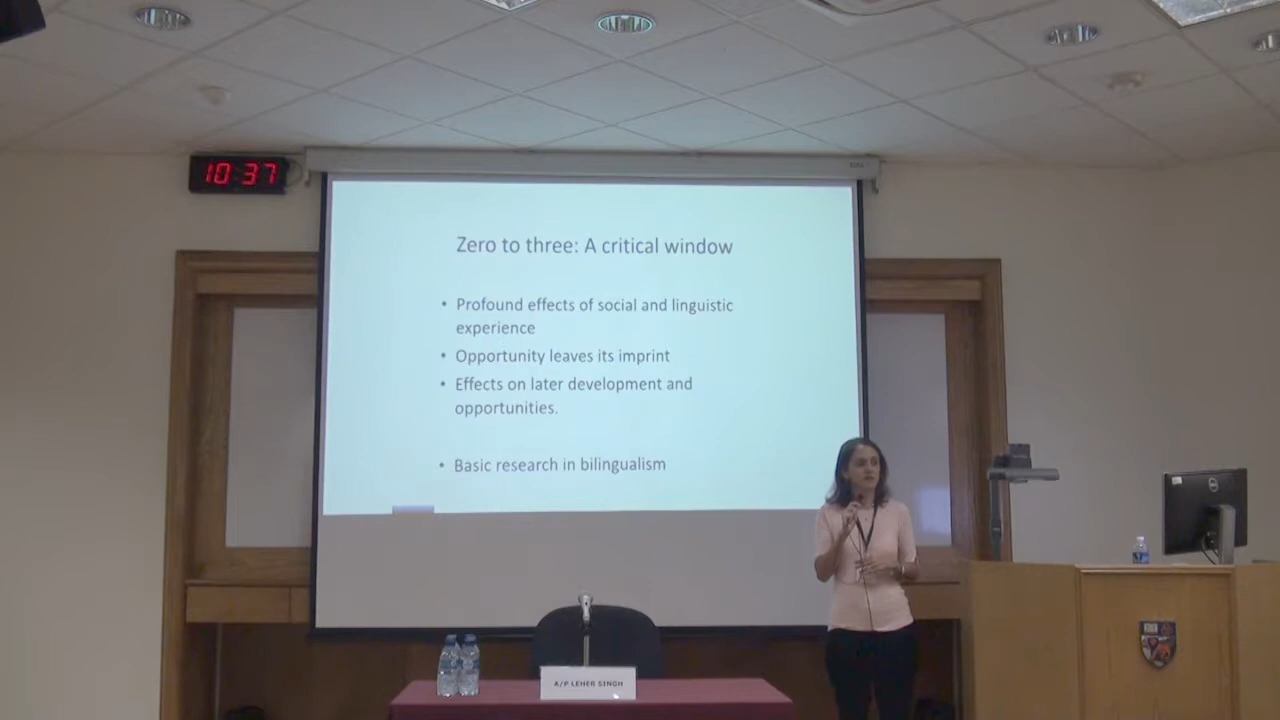 10:37
Zero to three: A critical window
• Profound effects of social and linguistic
experience
• Opportunity leaves its imprint
• Effects on later development and
opportunities.
• Basic research in bilingualism
DELL
A/P LEHER SINGH